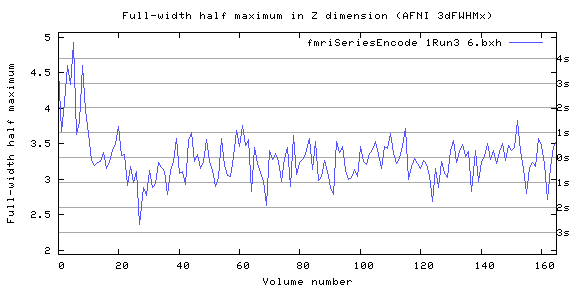 Full-width half maximum in Z dimension (AFNI 3dFWHMx)
fmriSeriesEncode 1Run3 6.bxh
Full-width half maximum
5
4.5
4
3.5
3
2.5
2
4s
3s
2s
1s
0s
1s
2s
3s
0 20 40 60 80 100 120 140 160
Volume number